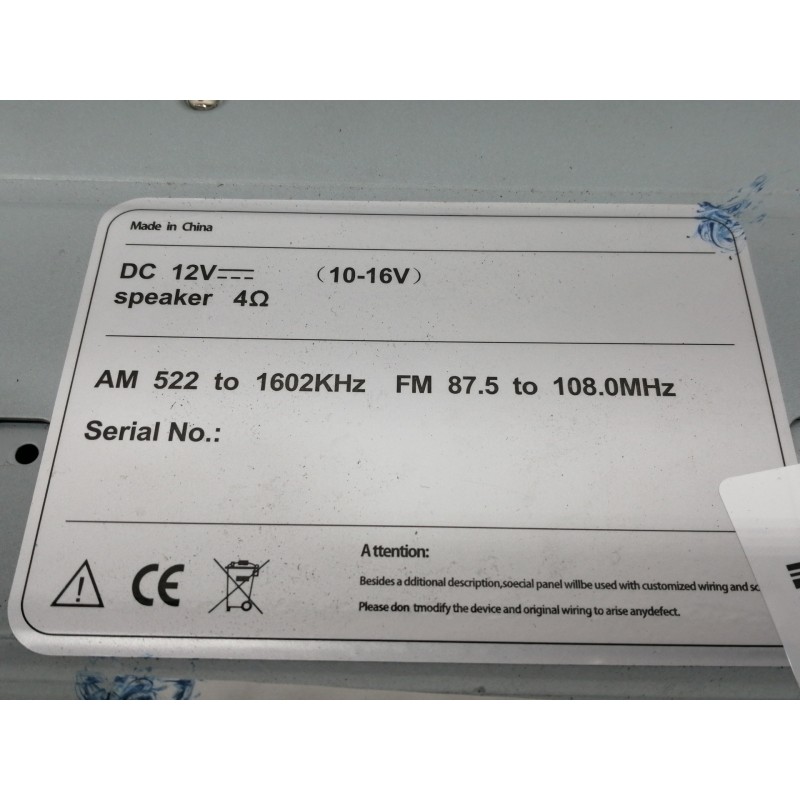 Made in China
DC 12V⎓ （10-16V）
speaker 4Ω
AM 522 to 1602KHz FM 87.5 to 108.0MHz
Serial No.:
Attention:
Besides a dditional description,soecial panel willbe used with customized wiring and
Please don tmodify the device and original wiring to arise anydefect.
CE